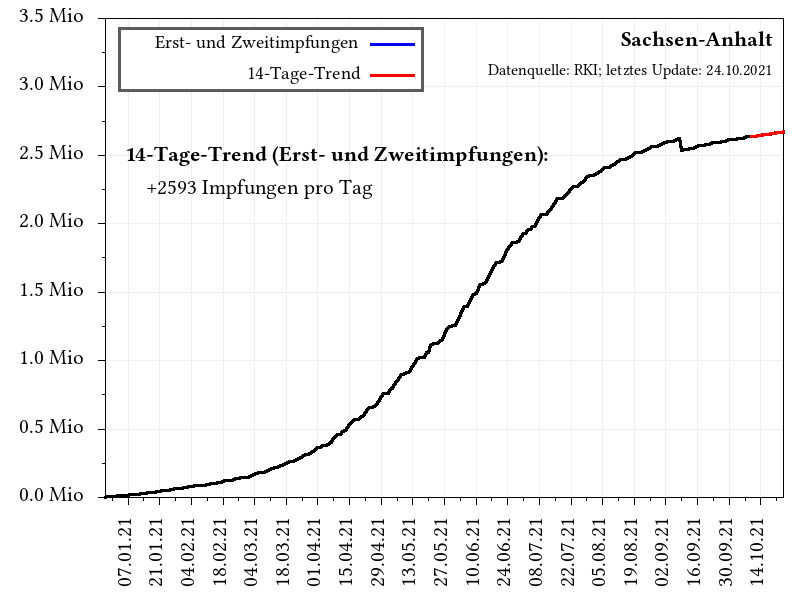 3.5 Mio
3.0 Mio
2.5 Mio
2.0 Mio
1.5 Mio
1.0 Mio
0.5 Mio
0.0 Mio
Erst- und Zweitimpfungen
14-Tage-Trend
Sachsen-Anhalt
Datenquelle: RKI; letztes Update: 24.10.2021
14-Tage-Trend (Erst- und Zweitimpfungen):
+2593 Impfungen pro Tag
07.01.21
21.01.21
04.02.21
18.02.21
04.03.21
18.03.21
01.04.21
15.04.21
29.04.21
13.05.21
27.05.21
10.06.21
24.06.21
08.07.21
22.07.21
05.08.21
19.08.21
02.09.21
16.09.21
30.09.21
14.10.21